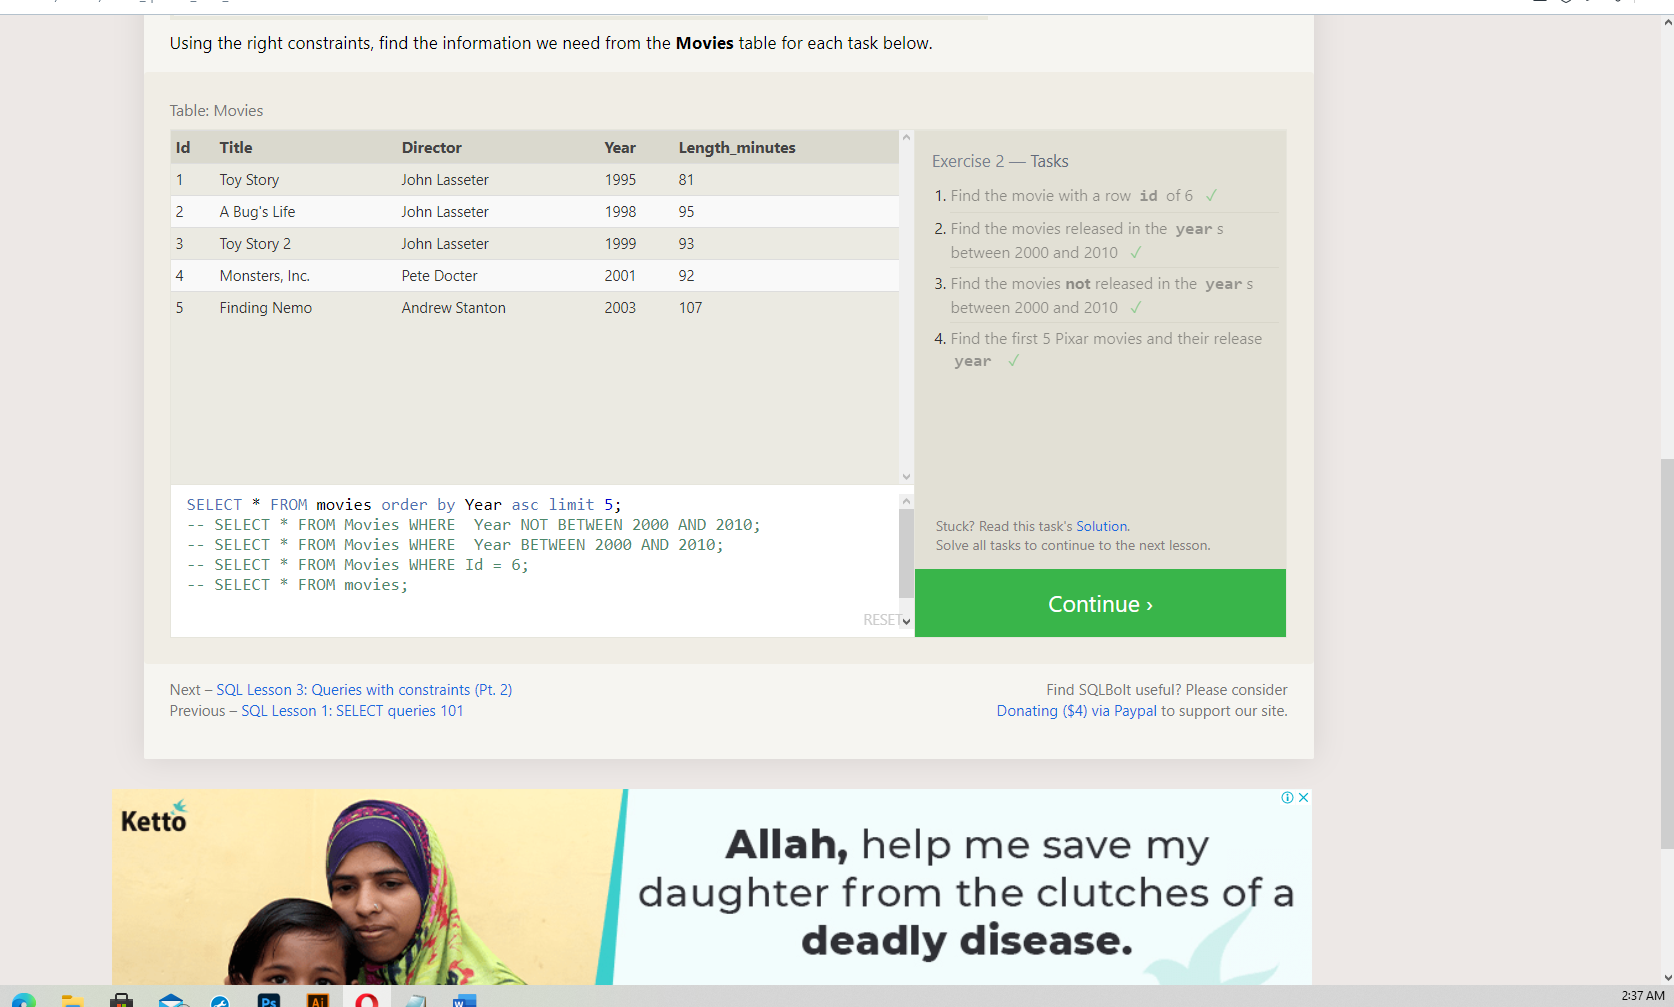 Using the right constraints, find the information we need from the Movies table for each task below.
Table: Movies
Id Title Director Year Length_minutes
1 Toy Story John Lasseter 1995 81
2 A Bug's Life John Lasseter 1998 95
3 Toy Story 2 John Lasseter 1999 93
4 Monsters, Inc. Pete Docter 2001 92
5 Finding Nemo Andrew Stanton 2003 107
SELECT * FROM movies order by Year asc limit 5;
-- SELECT * FROM Movies WHERE  Year NOT BETWEEN 2000 AND 2010;
-- SELECT * FROM Movies WHERE  Year BETWEEN 2000 AND 2010;
-- SELECT * FROM Movies WHERE Id = 6;
-- SELECT * FROM movies;
RESET
Exercise 2 — Tasks
1. Find the movie with a row id of 6 ✓
2. Find the movies released in the year s
between 2000 and 2010 ✓
3. Find the movies not released in the year s
between 2000 and 2010 ✓
4. Find the first 5 Pixar movies and their release
year ✓
Stuck? Read this task's Solution.
Solve all tasks to continue to the next lesson.
Continue ›
Next – SQL Lesson 3: Queries with constraints (Pt. 2)
Previous – SQL Lesson 1: SELECT queries 101
Find SQLBolt useful? Please consider
Donating ($4) via Paypal to support our site.
Ketto
Allah, help me save my
daughter from the clutches of a
deadly disease.
Ps
Ai
W
2:37 AM